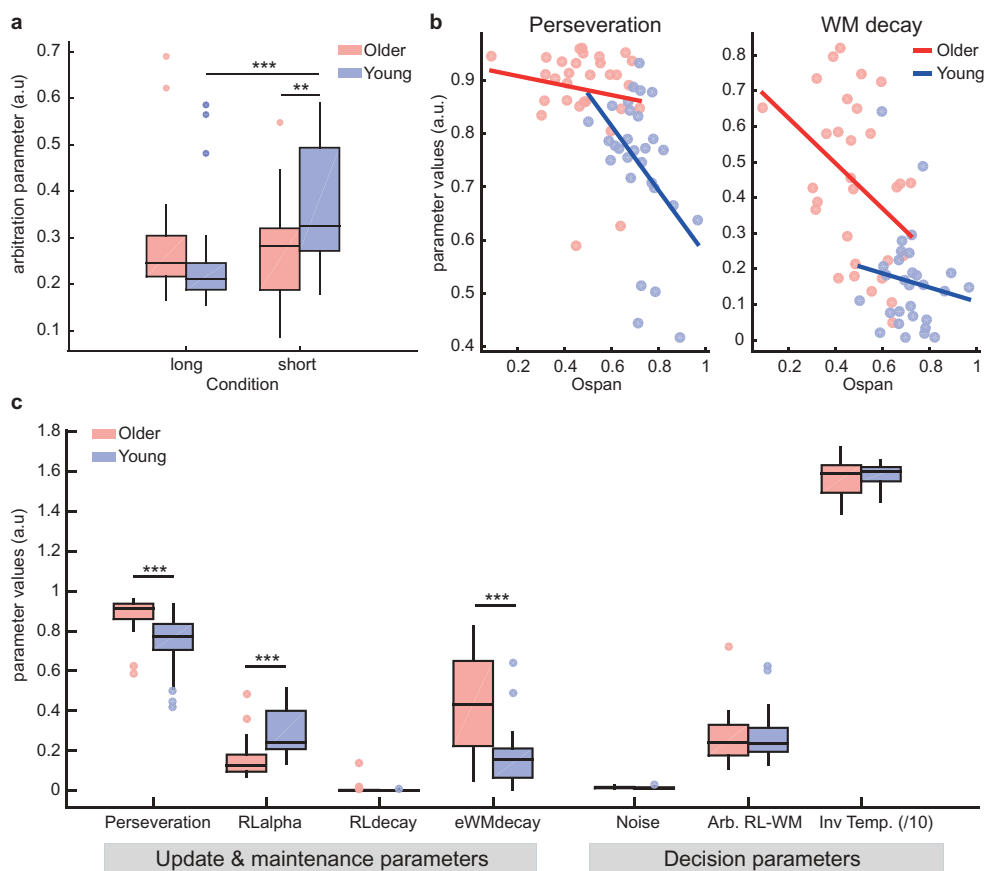 a
0.7
0.6
0.5
0.4
0.3
0.2
0.1
arbitration parameter (a.u)
Older
Young
***
**
long
short
Condition
b
Perseveration
WM decay
0.9
0.8
0.7
0.6
0.5
0.4
parameter values (a.u.)
0.2
0.4
0.6
0.8
1
Ospan
0.8
0.7
0.6
0.5
0.4
0.3
0.2
0.1
0
Older
Young
0.2
0.4
0.6
0.8
1
Ospan
c
1.8
1.6
1.4
1.2
1
0.8
0.6
0.4
0.2
0
parameter values (a.u)
Older
Young
***
***
***
Perseveration
RLalpha
RLdecay
eWMdecay
Noise
Arb. RL-WM
Inv Temp. (/10)
Update & maintenance parameters
Decision parameters